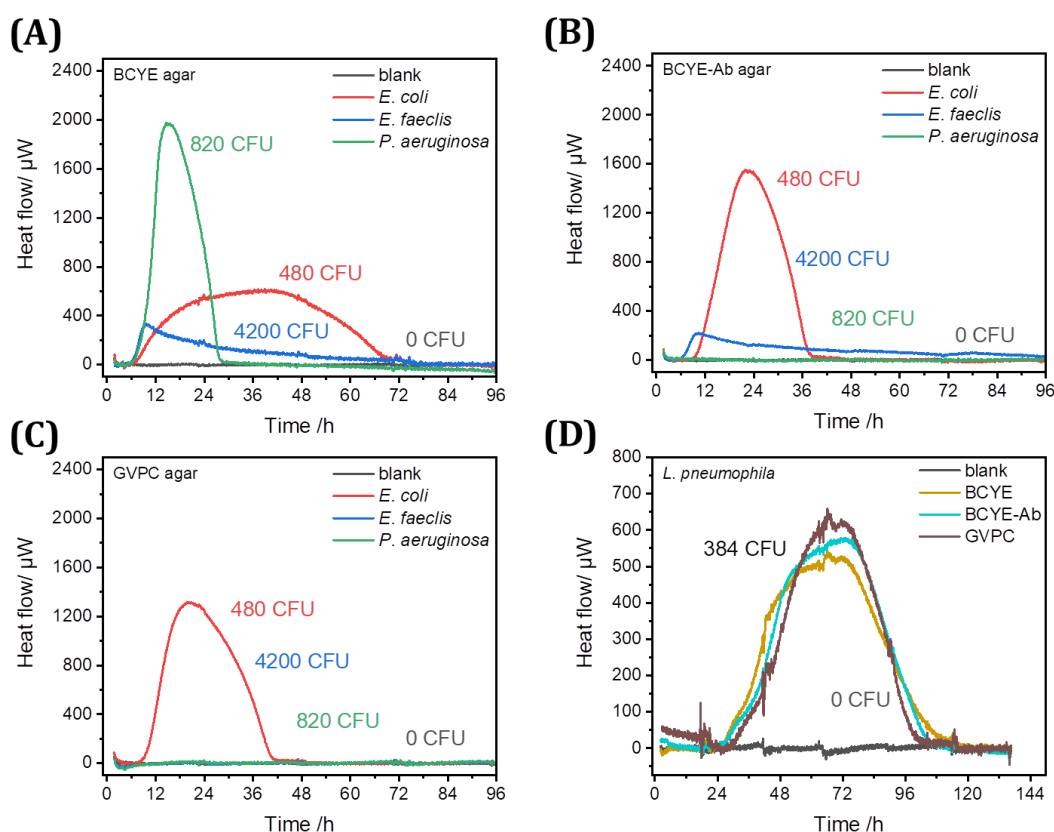 (A)
2400
2000
1600
1200
800
400
0
Heat flow/ µW
BCYE agar
blank
E. coli
E. faeclis
P. aeruginosa
820 CFU
480 CFU
4200 CFU
0 CFU
0 12 24 36 48 60 72 84 96
Time /h
(B)
2400
2000
1600
1200
800
400
0
Heat flow/ µW
BCYE-Ab agar
blank
E. coli
E. faeclis
P. aeruginosa
480 CFU
4200 CFU
820 CFU
0 CFU
0 12 24 36 48 60 72 84 96
Time /h
(C)
2400
2000
1600
1200
800
400
0
Heat flow/ µW
GVPC agar
blank
E. coli
E. faeclis
P. aeruginosa
480 CFU
4200 CFU
820 CFU
0 CFU
0 12 24 36 48 60 72 84 96
Time /h
(D)
800
700
600
500
400
300
200
100
0
Heat flow/ µW
L. pneumophila
blank
BCYE
BCYE-Ab
GVPC
384 CFU
0 CFU
0 24 48 72 96 120 144
Time /h